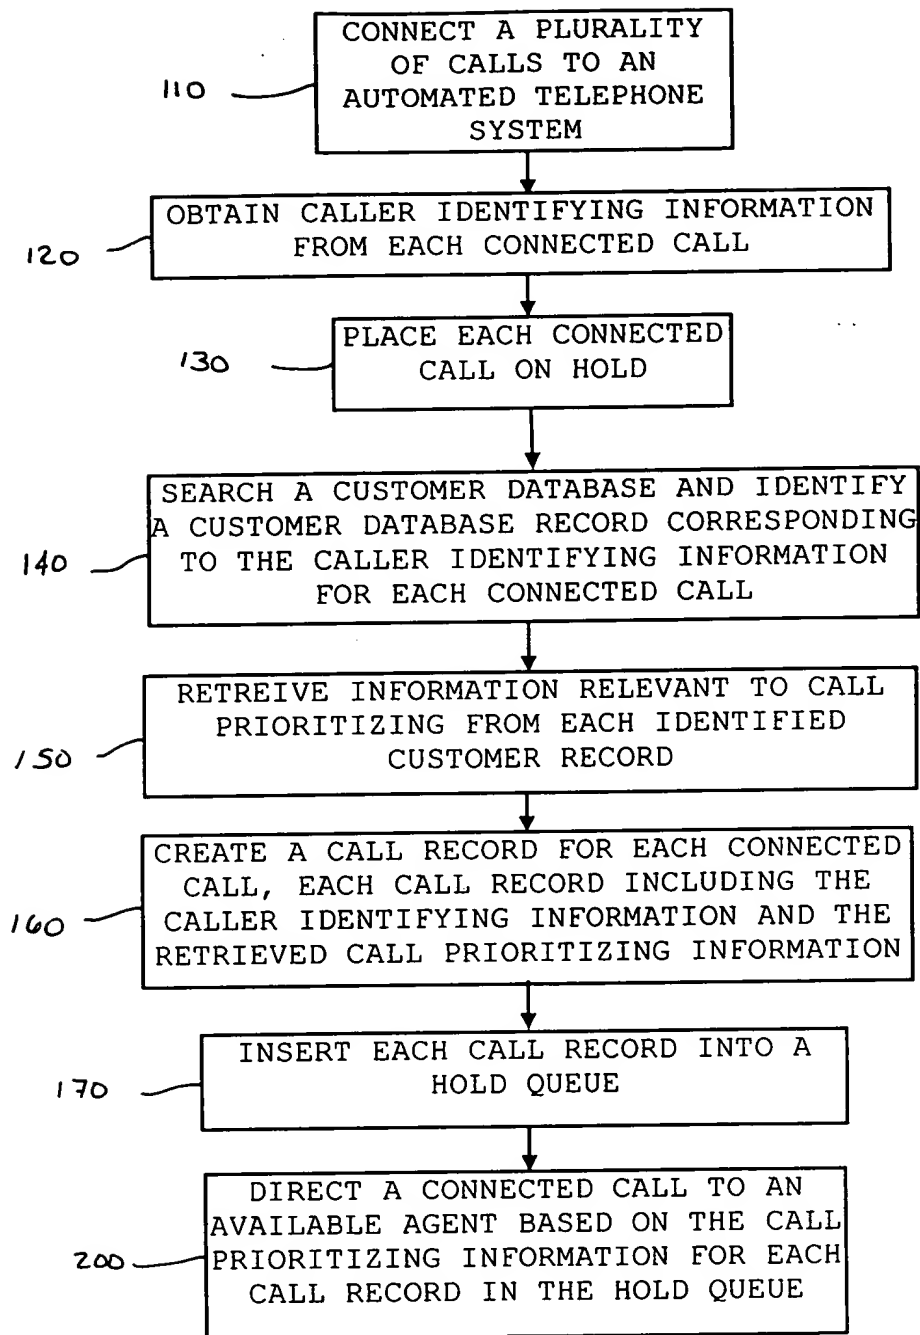 CONNECT A PLURALITY
OF CALLS TO AN
AUTOMATED TELEPHONE
SYSTEM
110
OBTAIN CALLER IDENTIFYING INFORMATION
FROM EACH CONNECTED CALL
120
PLACE EACH CONNECTED
CALL ON HOLD
130
SEARCH A CUSTOMER DATABASE AND IDENTIFY
A CUSTOMER DATABASE RECORD CORRESPONDING
TO THE CALLER IDENTIFYING INFORMATION
FOR EACH CONNECTED CALL
140
RETREIVE INFORMATION RELEVANT TO CALL
PRIORITIZING FROM EACH IDENTIFIED
CUSTOMER RECORD
150
CREATE A CALL RECORD FOR EACH CONNECTED
CALL, EACH CALL RECORD INCLUDING THE
CALLER IDENTIFYING INFORMATION AND THE
RETRIEVED CALL PRIORITIZING INFORMATION
160
INSERT EACH CALL RECORD INTO A
HOLD QUEUE
170
DIRECT A CONNECTED CALL TO AN
AVAILABLE AGENT BASED ON THE CALL
PRIORITIZING INFORMATION FOR EACH
CALL RECORD IN THE HOLD QUEUE
200